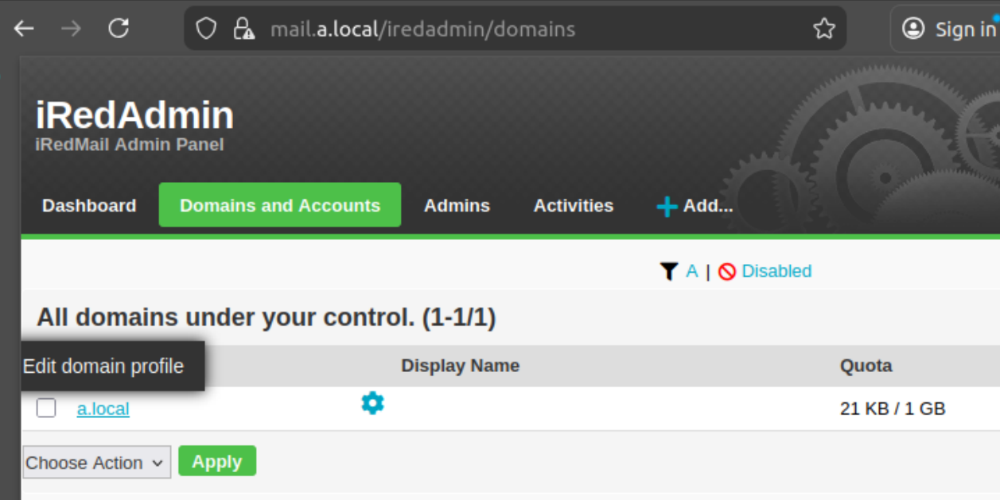 mail.a.local/iredadmin/domains
Sign in
iRedAdmin
iRedMail Admin Panel
Dashboard Domains and Accounts Admins Activities Add...
A | Disabled
All domains under your control. (1-1/1)
Edit domain profile Display Name Quota
a.local 21 KB / 1 GB
Choose Action Apply